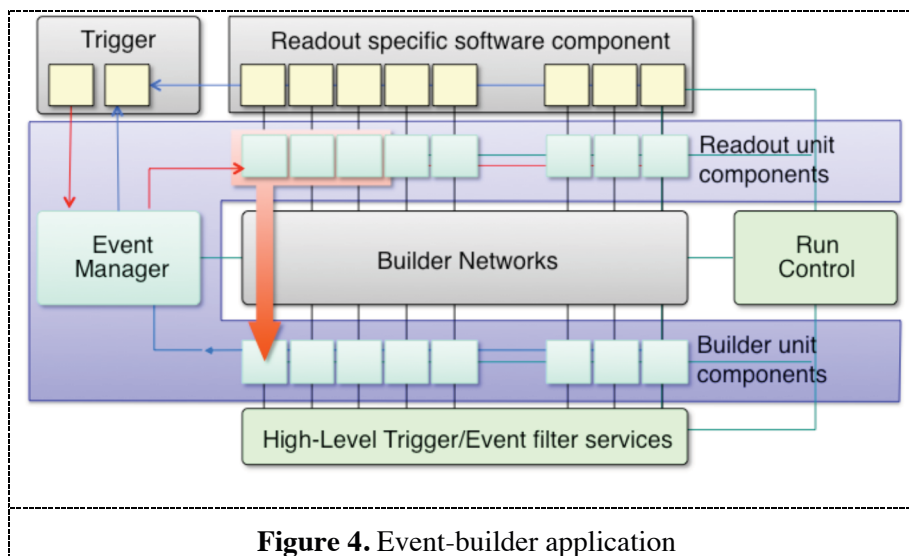 Trigger
Readout specific software component
Readout unit
components
Event
Manager
Builder Networks
Run
Control
Builder unit
components
High-Level Trigger/Event filter services
Figure 4. Event-builder application